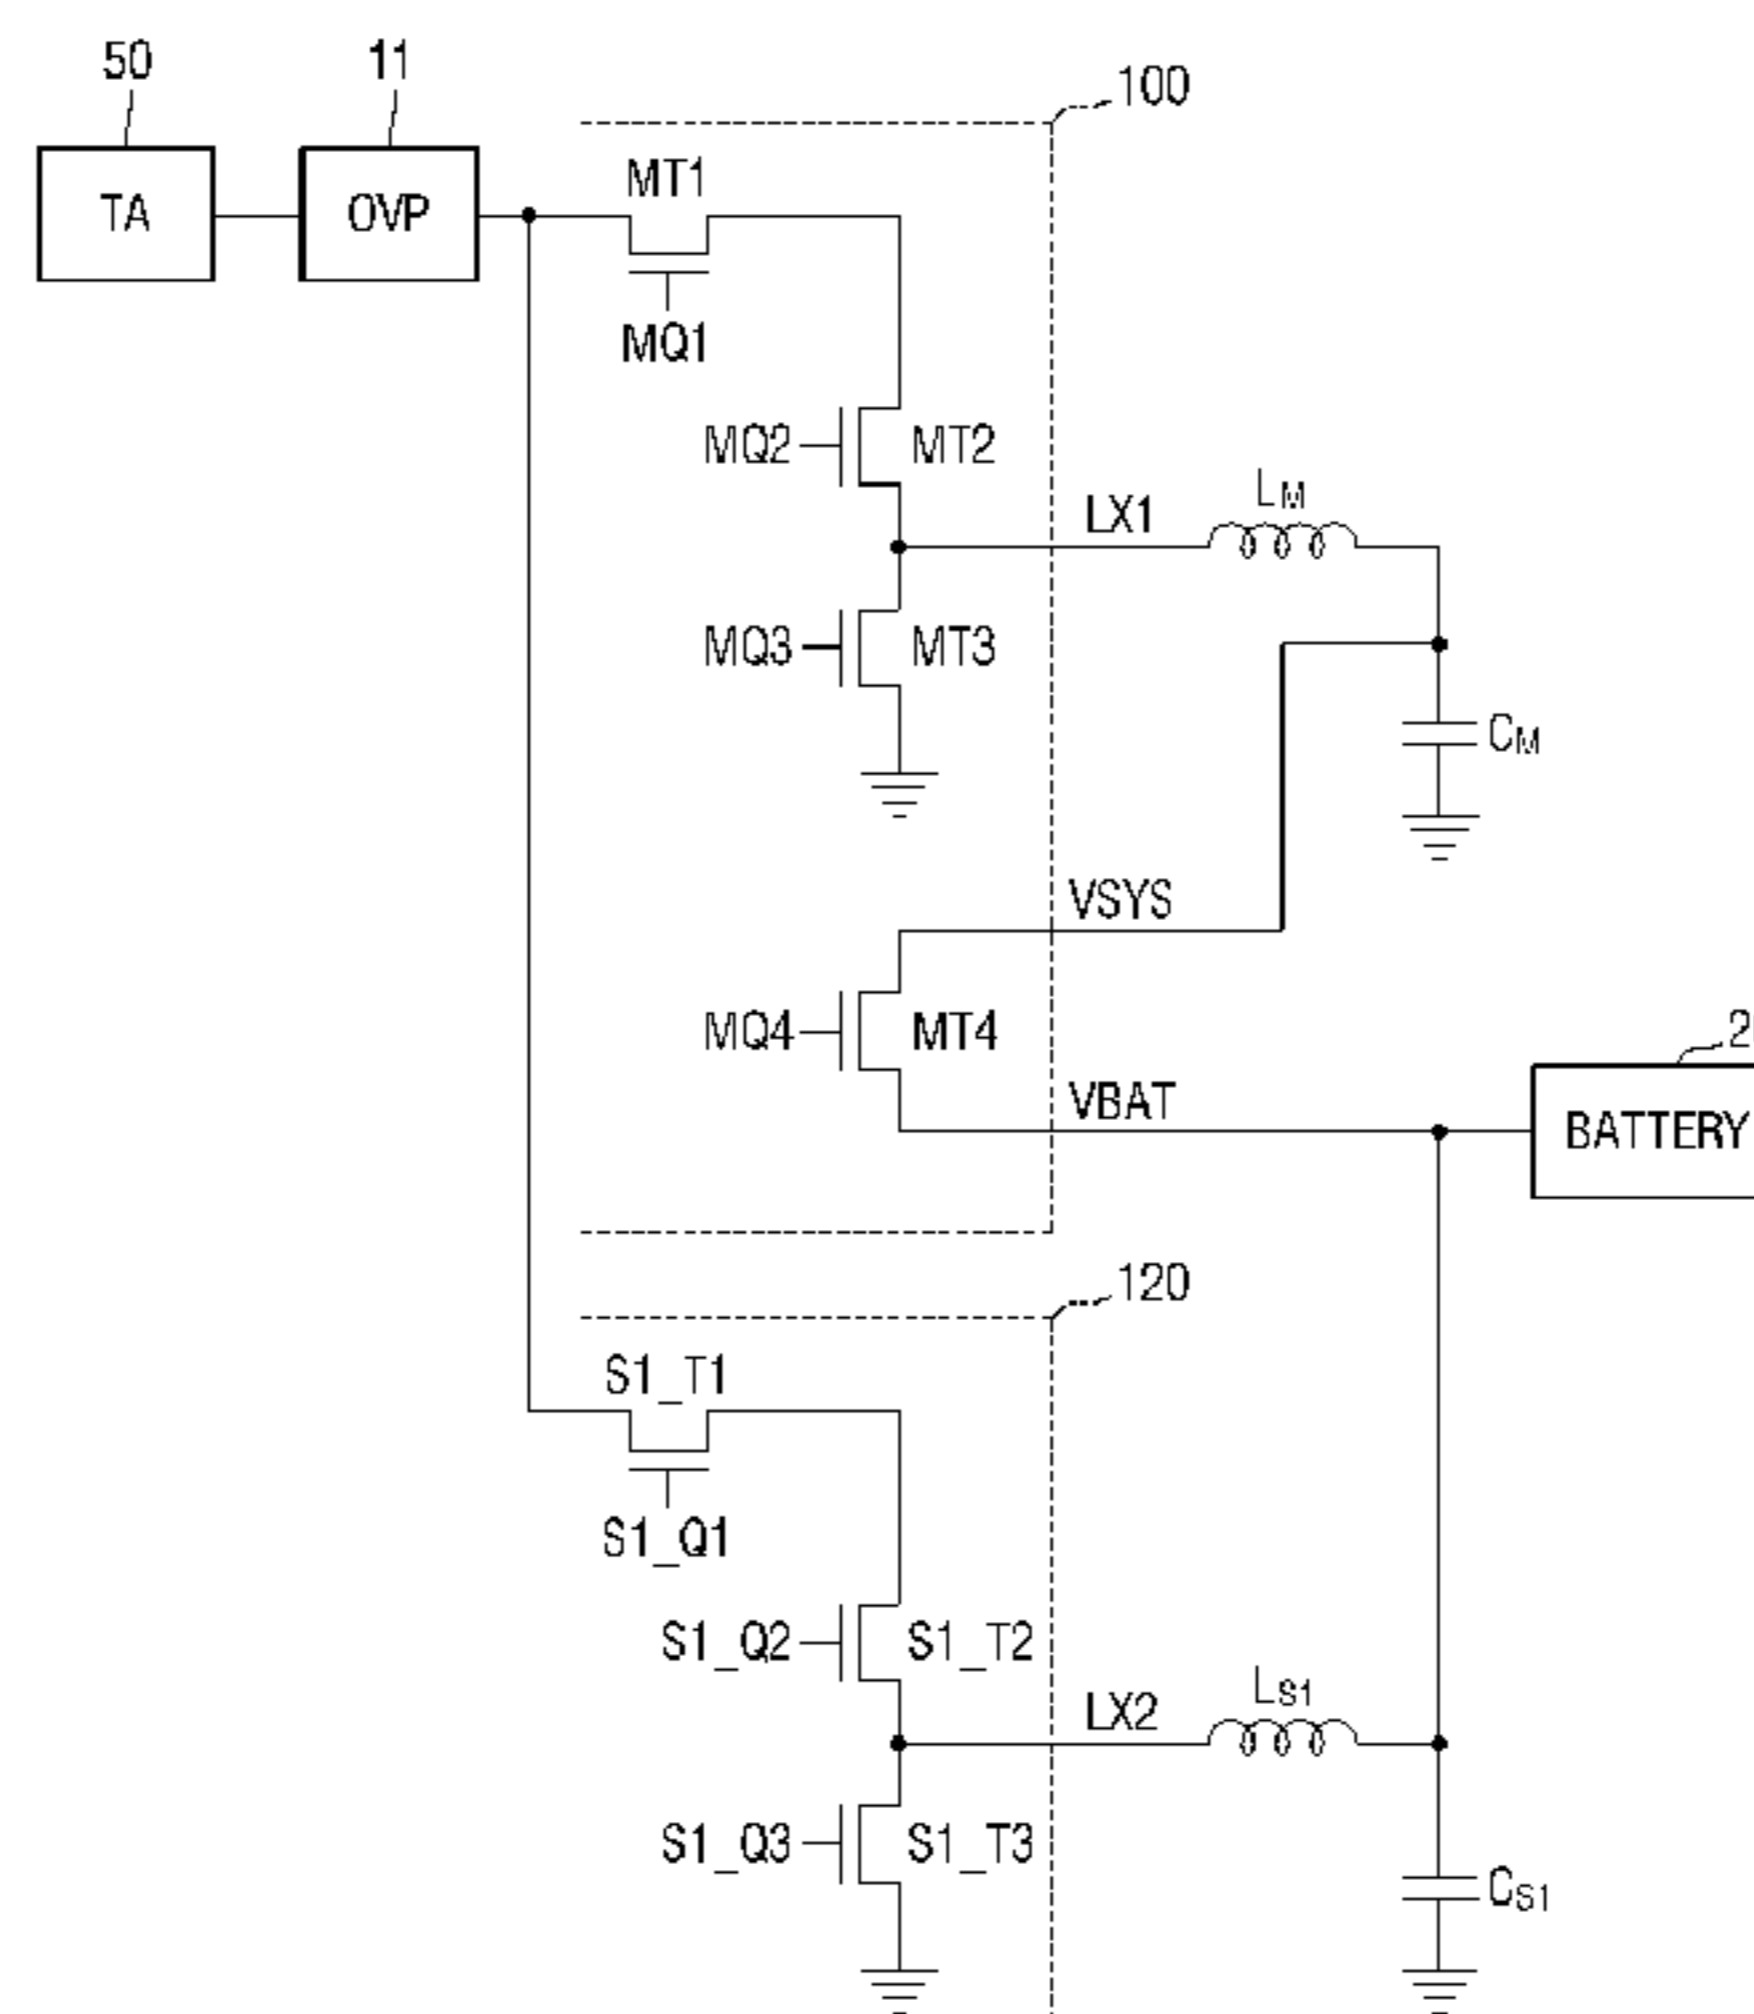 50
11
100
TA
OVP
MT1
MQ1
MQ2
MT2
LX1
LM
MQ3
MT3
CM
VSYS
MQ4
MT4
VBAT
BATTERY
120
S1_T1
S1_Q1
S1_Q2
S1_T2
LX2
LS1
S1_Q3
S1_T3
CS1